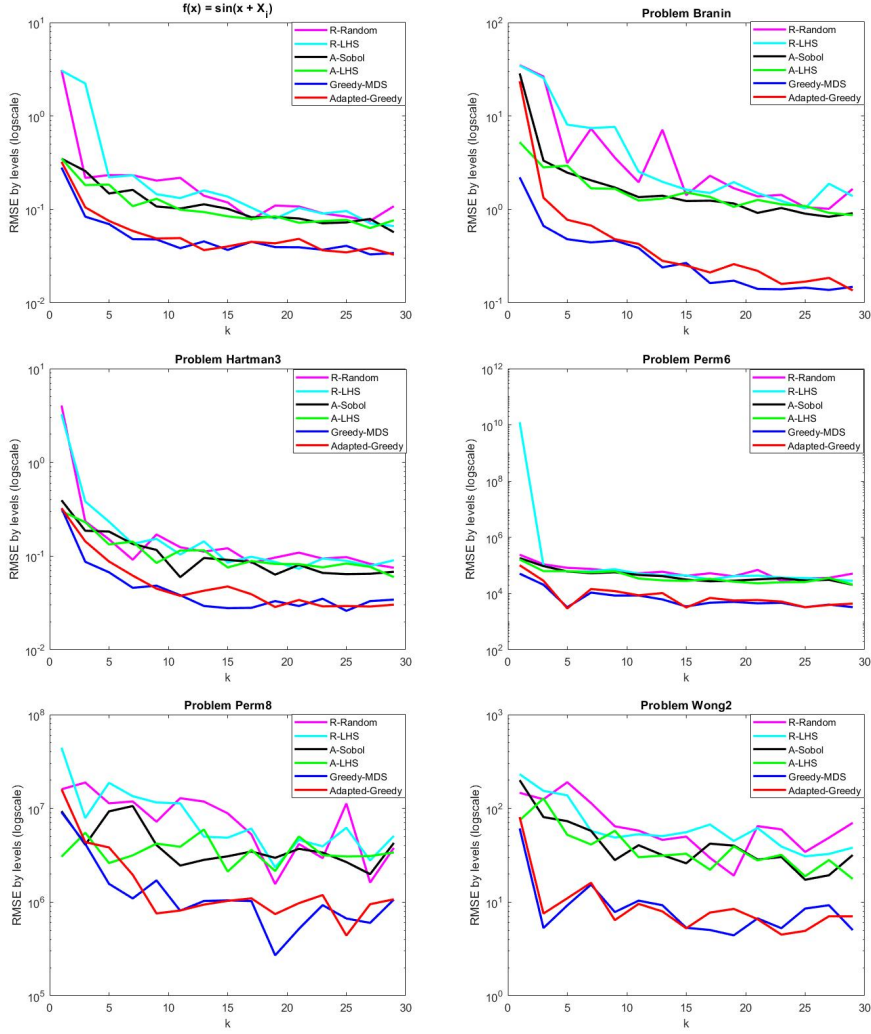 f(x) = sin(x + X_i)
10^1
10^0
10^-1
10^-2
RMSE by levels (logscale)
R-Random
R-LHS
A-Sobol
A-LHS
Greedy-MDS
Adapted-Greedy
0 5 10 15 20 25 30
k
Problem Branin
10^2
10^1
10^0
10^-1
RMSE by levels (logscale)
R-Random
R-LHS
A-Sobol
A-LHS
Greedy-MDS
Adapted-Greedy
0 5 10 15 20 25 30
k
Problem Hartman3
10^1
10^0
10^-1
10^-2
RMSE by levels (logscale)
R-Random
R-LHS
A-Sobol
A-LHS
Greedy-MDS
Adapted-Greedy
0 5 10 15 20 25 30
k
Problem Perm6
10^12
10^10
10^8
10^6
10^4
10^2
RMSE by levels (logscale)
R-Random
R-LHS
A-Sobol
A-LHS
Greedy-MDS
Adapted-Greedy
0 5 10 15 20 25 30
k
Problem Perm8
10^8
10^7
10^6
10^5
RMSE by levels (logscale)
R-Random
R-LHS
A-Sobol
A-LHS
Greedy-MDS
Adapted-Greedy
0 5 10 15 20 25 30
k
Problem Wong2
10^3
10^2
10^1
10^0
RMSE by levels (logscale)
R-Random
R-LHS
A-Sobol
A-LHS
Greedy-MDS
Adapted-Greedy
0 5 10 15 20 25 30
k